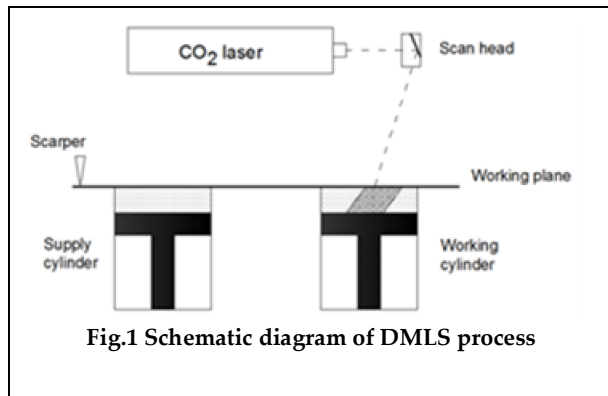 CO2 laser
Scan head
Scarper
Working plane
Supply
cylinder
Working
cylinder
Fig.1 Schematic diagram of DMLS process